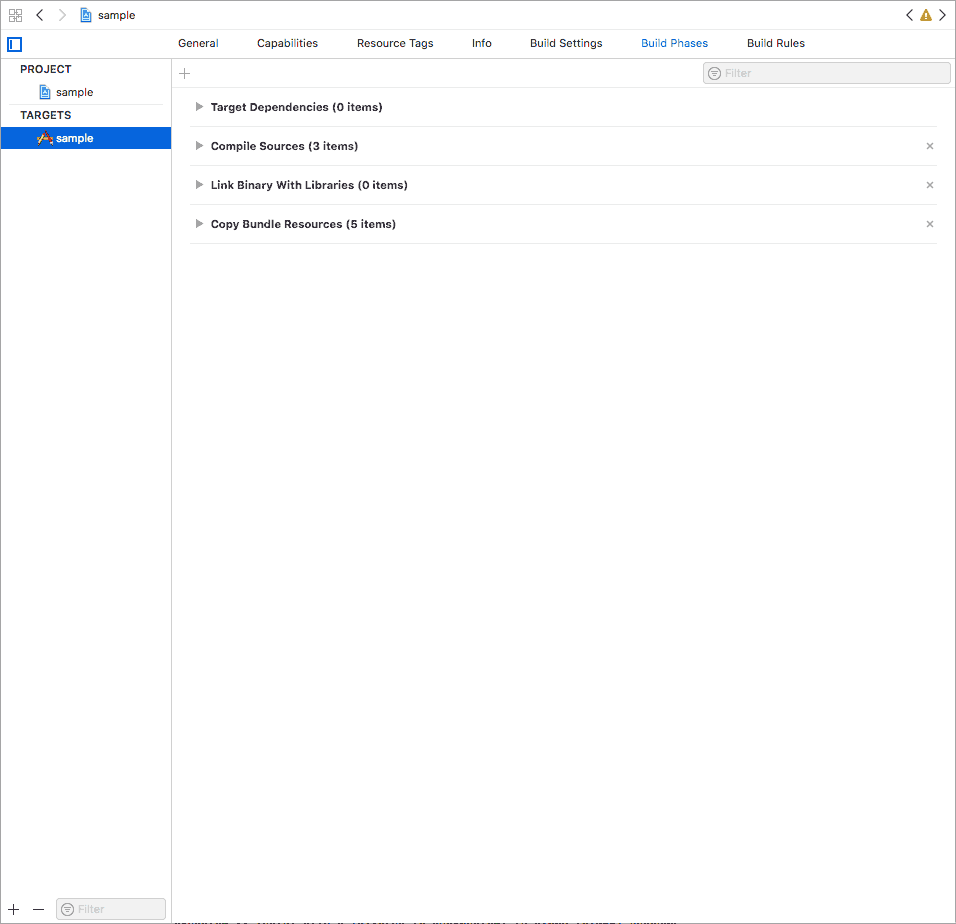 sample
General Capabilities Resource Tags Info Build Settings Build Phases Build Rules
PROJECT
sample
TARGETS
sample
Filter
Target Dependencies (0 items)
Compile Sources (3 items)
Link Binary With Libraries (0 items)
Copy Bundle Resources (5 items)
Filter